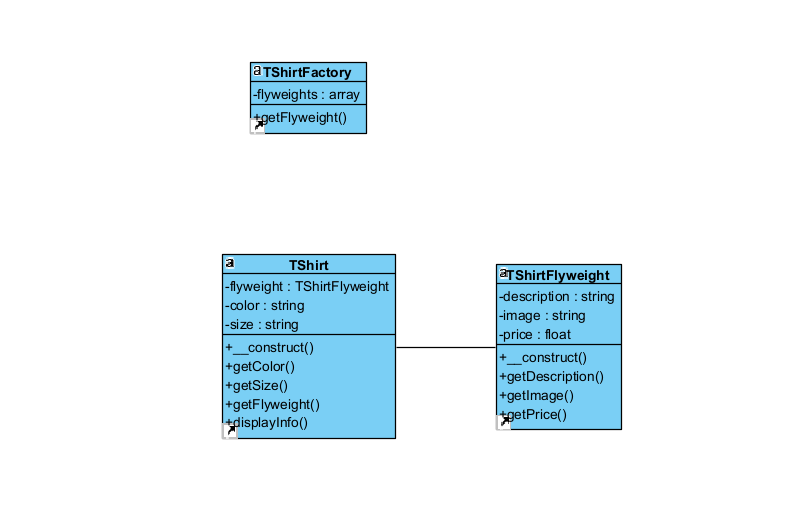 TShirtFactory
-flyweights : array
+getFlyweight()
TShirt
-flyweight : TShirtFlyweight
-color : string
-size : string
+__construct()
+getColor()
+getSize()
+getFlyweight()
+displayInfo()
TShirtFlyweight
-description : string
-image : string
-price : float
+__construct()
+getDescription()
+getImage()
+getPrice()